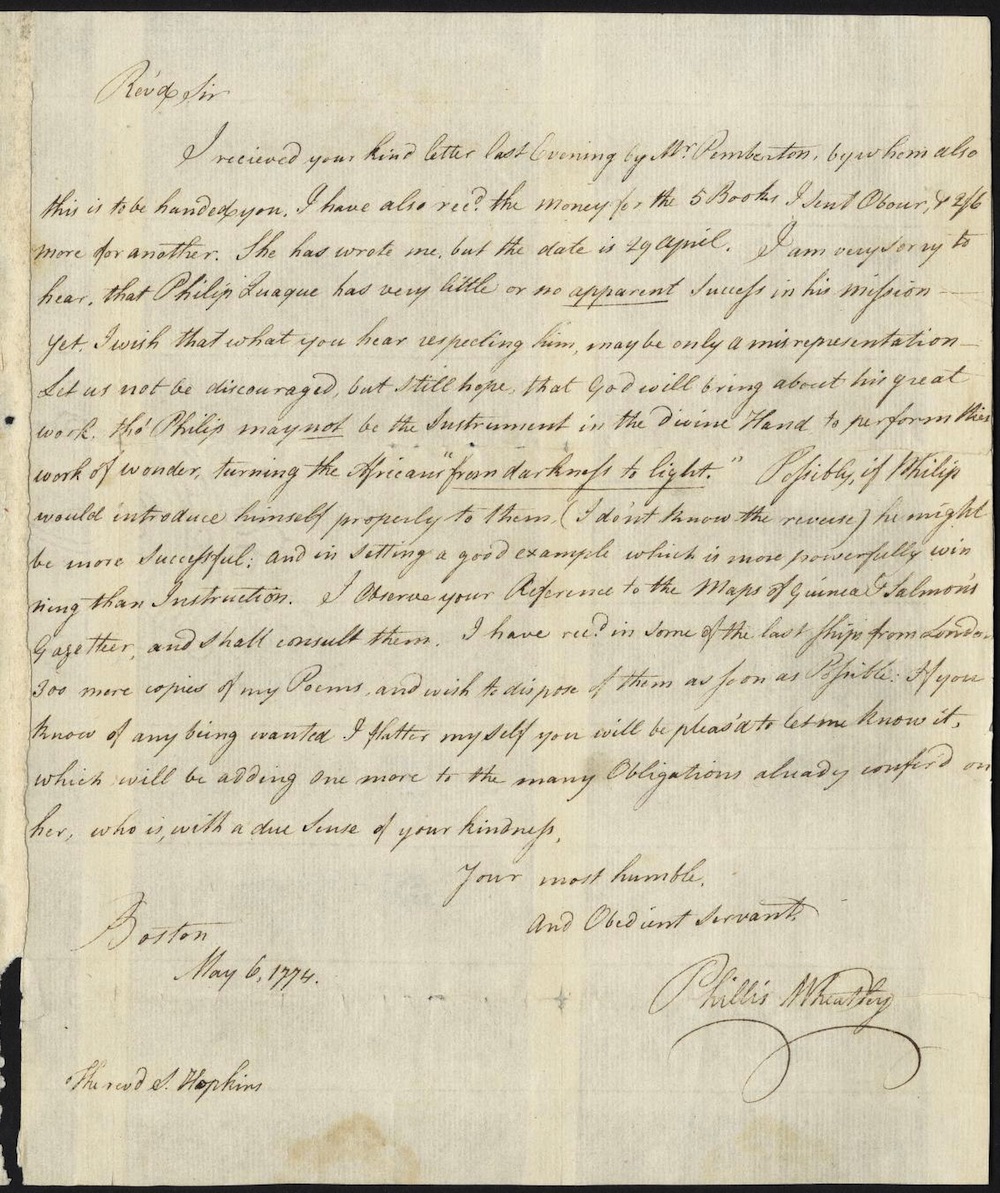 Rev'd Sir
I recieved your kind letter last Evening by Mr. Pemberton, by whom also
this is to be handed you. I have also recd. the money for the 5 Books I sent Obour, & 2/6
more for another. She has wrote me, but the date is 29 April. I am very sorry to
hear, that Philip Quaque has very little or no apparent Success in his mission —
Yet, I wish that what you hear respecting him, may be only a misrepresentation —
Let us not be discouraged, but still hope, that God will bring about his great
work, tho' Philip may not be the Instrument in the Divine Hand to perform this
work of wonder, turning the Africans "from darkness to light." Possibly, if Philip
would introduce himself properly to them, (I don't know the reverse) he might
be more Successful; and in setting a good example which is more powerfully win
ning than Instruction. I Observe your Reference to the Maps of Guinea & Salmon's
Gazetteer, and shall consult them. I have recd. in some of the last ships from London
300 more copies of my Poems, and wish to dispose of them as soon as Possible: If you
know of any being wanted I flatter myself you will be pleas'd to let me know it,
which will be adding one more to the many Obligations already confer'd on
her, who is, with a due Sense of your kindness,
Your most humble,
And Obedient servant,
Boston
May 6, 1774.
Phillis Wheatley
The revd S. Hopkins